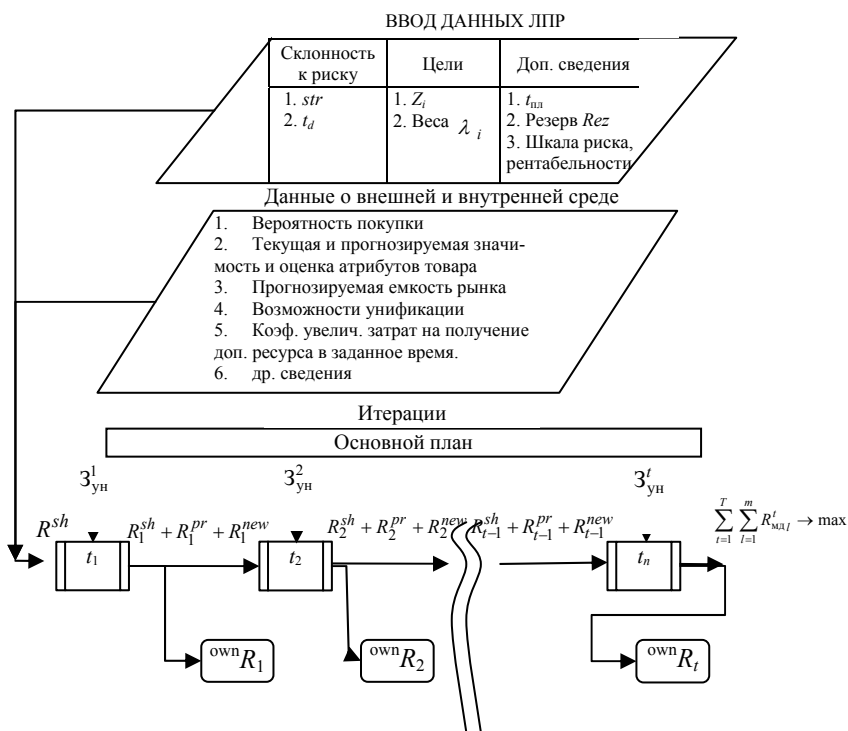 ВВОД ДАННЫХ ЛПР
Склонность к риску
Цели
Доп. сведения
1. str
2. t_d
1. Z_i
2. Веса λ_i
1. t_пл
2. Резерв Rez
3. Шкала риска,
рентабельности
Данные о внешней и внутренней среде
1. Вероятность покупки
2. Текущая и прогнозируемая значи-
мость и оценка атрибутов товара
3. Прогнозируемая емкость рынка
4. Возможности унификации
5. Коэф. увелич. затрат на получение
доп. ресурса в заданное время.
6. др. сведения
Итерации
Основной план
З_ун^1
З_ун^2
З_ун^t
R^sh
R_1^sh + R_1^pr + R_1^new
R_2^sh + R_2^pr + R_2^new
R_{t-1}^sh + R_{t-1}^pr + R_{t-1}^new
∑_{t=1}^T ∑_{l=1}^m R_{мд l}^t → max
t_1
t_2
t_n
^own R_1
^own R_2
^own R_t